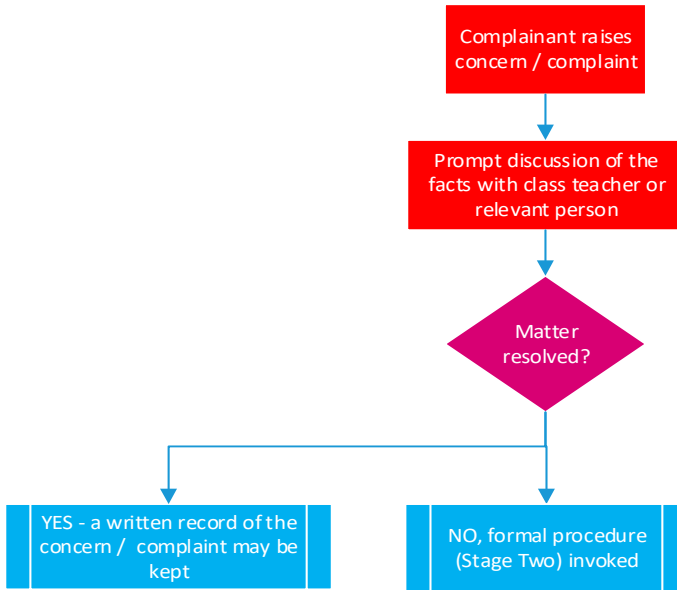 Complainant raises
concern / complaint
Prompt discussion of the
facts with class teacher or
relevant person
Matter
resolved?
YES - a written record of the
concern / complaint may be
kept
NO, formal procedure
(Stage Two) invoked